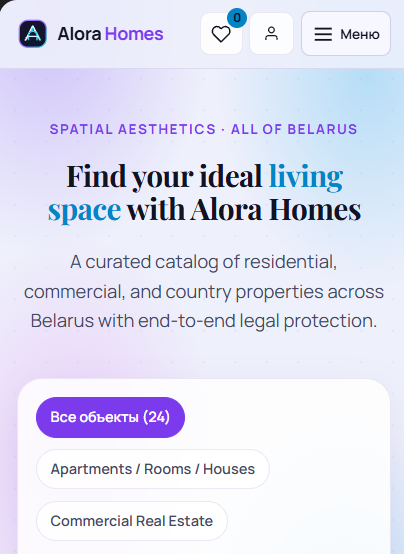 Alora Homes
0
Меню
SPATIAL AESTHETICS · ALL OF BELARUS
Find your ideal living
space with Alora Homes
A curated catalog of residential,
commercial, and country properties across
Belarus with end-to-end legal protection.
Все объекты (24)
Apartments / Rooms / Houses
Commercial Real Estate